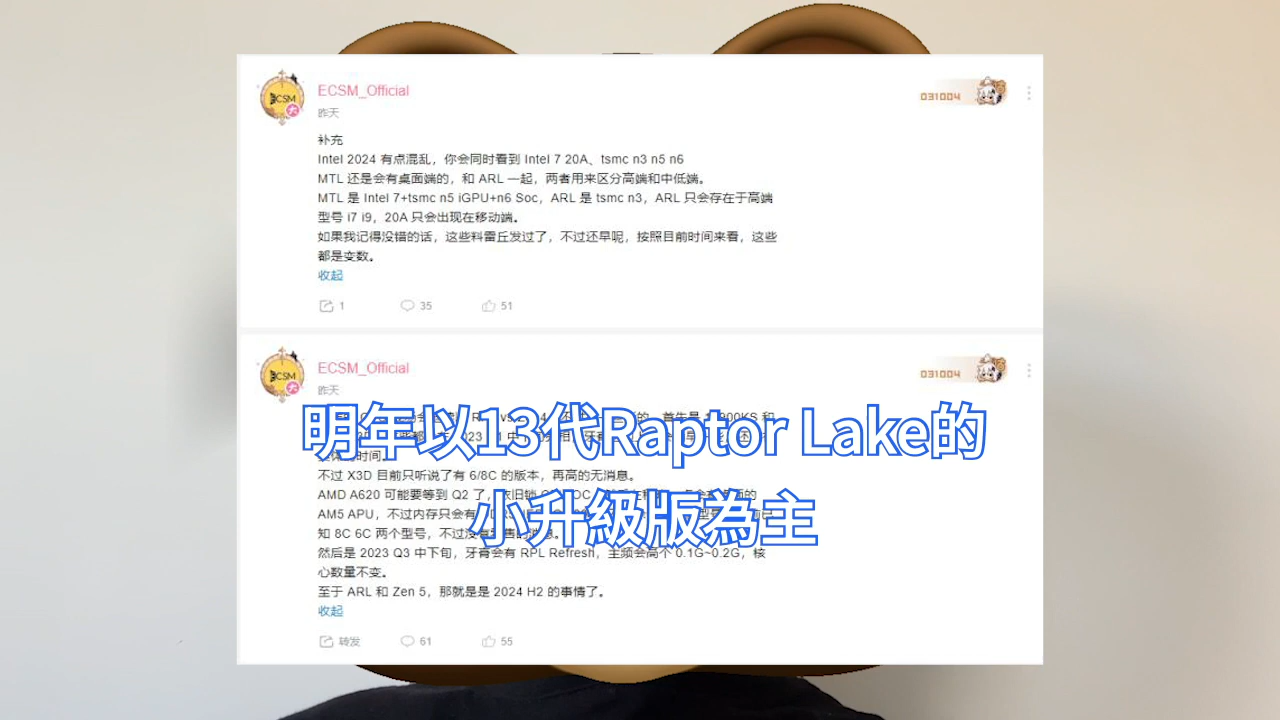 ECSM_Official
昨天
031004
补充
Intel 2024 有点混乱，你会同时看到 Intel 7 20A、tsmc n3 n5 n6
MTL 还是会有桌面端的，和 ARL 一起，两者用来区分高端和中低端。
MTL 是 Intel 7+tsmc n5 iGPU+n6 Soc，ARL 是 tsmc n3，ARL 只会存在于高端
型号 i7 i9，20A 只会出现在移动端。
如果我记得没错的话，这些料雷丘发过了，不过还早呢，按照目前时间来看，这些
都是变数。
收起
1
35
51
ECSM_Official
昨天
031004
明年以13代Raptor Lake的
小升級版為主
时间。
不过 X3D 目前只听说了有 6/8C 的版本，再高的无消息。
AMD A620 可能要等到 Q2 了，
AM5 APU，不过内存只会有
知 8C 6C 两个型号，不过没有
然后是 2023 Q3 中下旬，牙膏会有 RPL Refresh，主频会高个 0.1G~0.2G，核
心数量不变。
至于 ARL 和 Zen 5，那就是是 2024 H2 的事情了。
收起
转发
61
55